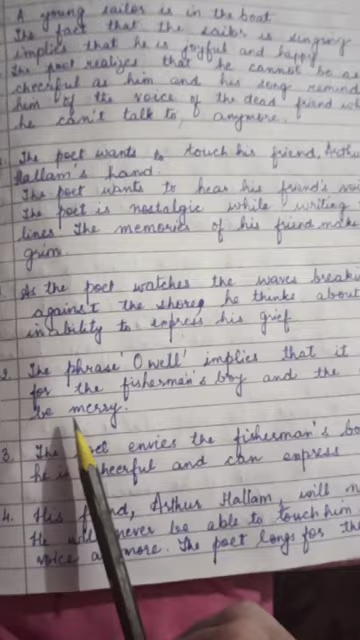 A young sailor is in the boat
The fact that the sailor is singing
implies that he is joyful and happy
The poet realizes that he cannot be as
cheerful as him and his song remind
him of the voice of the dead friend
he can't talk to, anymore.
The poet wants to touch his friend, Arthur
Hallam's hand.
The poet wants to hear his friend's
The poet is nostalgic while writing
lines. The memories of his friend make
grim
As the poet watches the waves
against the shores, he thinks about
inability to express his grief
2. The phrase 'O well' implies that it
for the fisherman's boy and the
be merry.
3. The poet envies the fisherman's
he is cheerful and can express
4. His friend, Arthur Hallam, will
He will never be able to touch him
voice anymore. The poet longs for